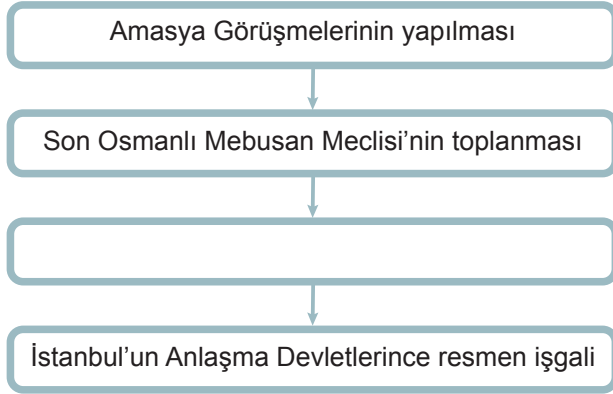 Amasya Görüşmelerinin yapılması
Son Osmanlı Mebusan Meclisi’nin toplanması
İstanbul’un Anlaşma Devletlerince resmen işgali